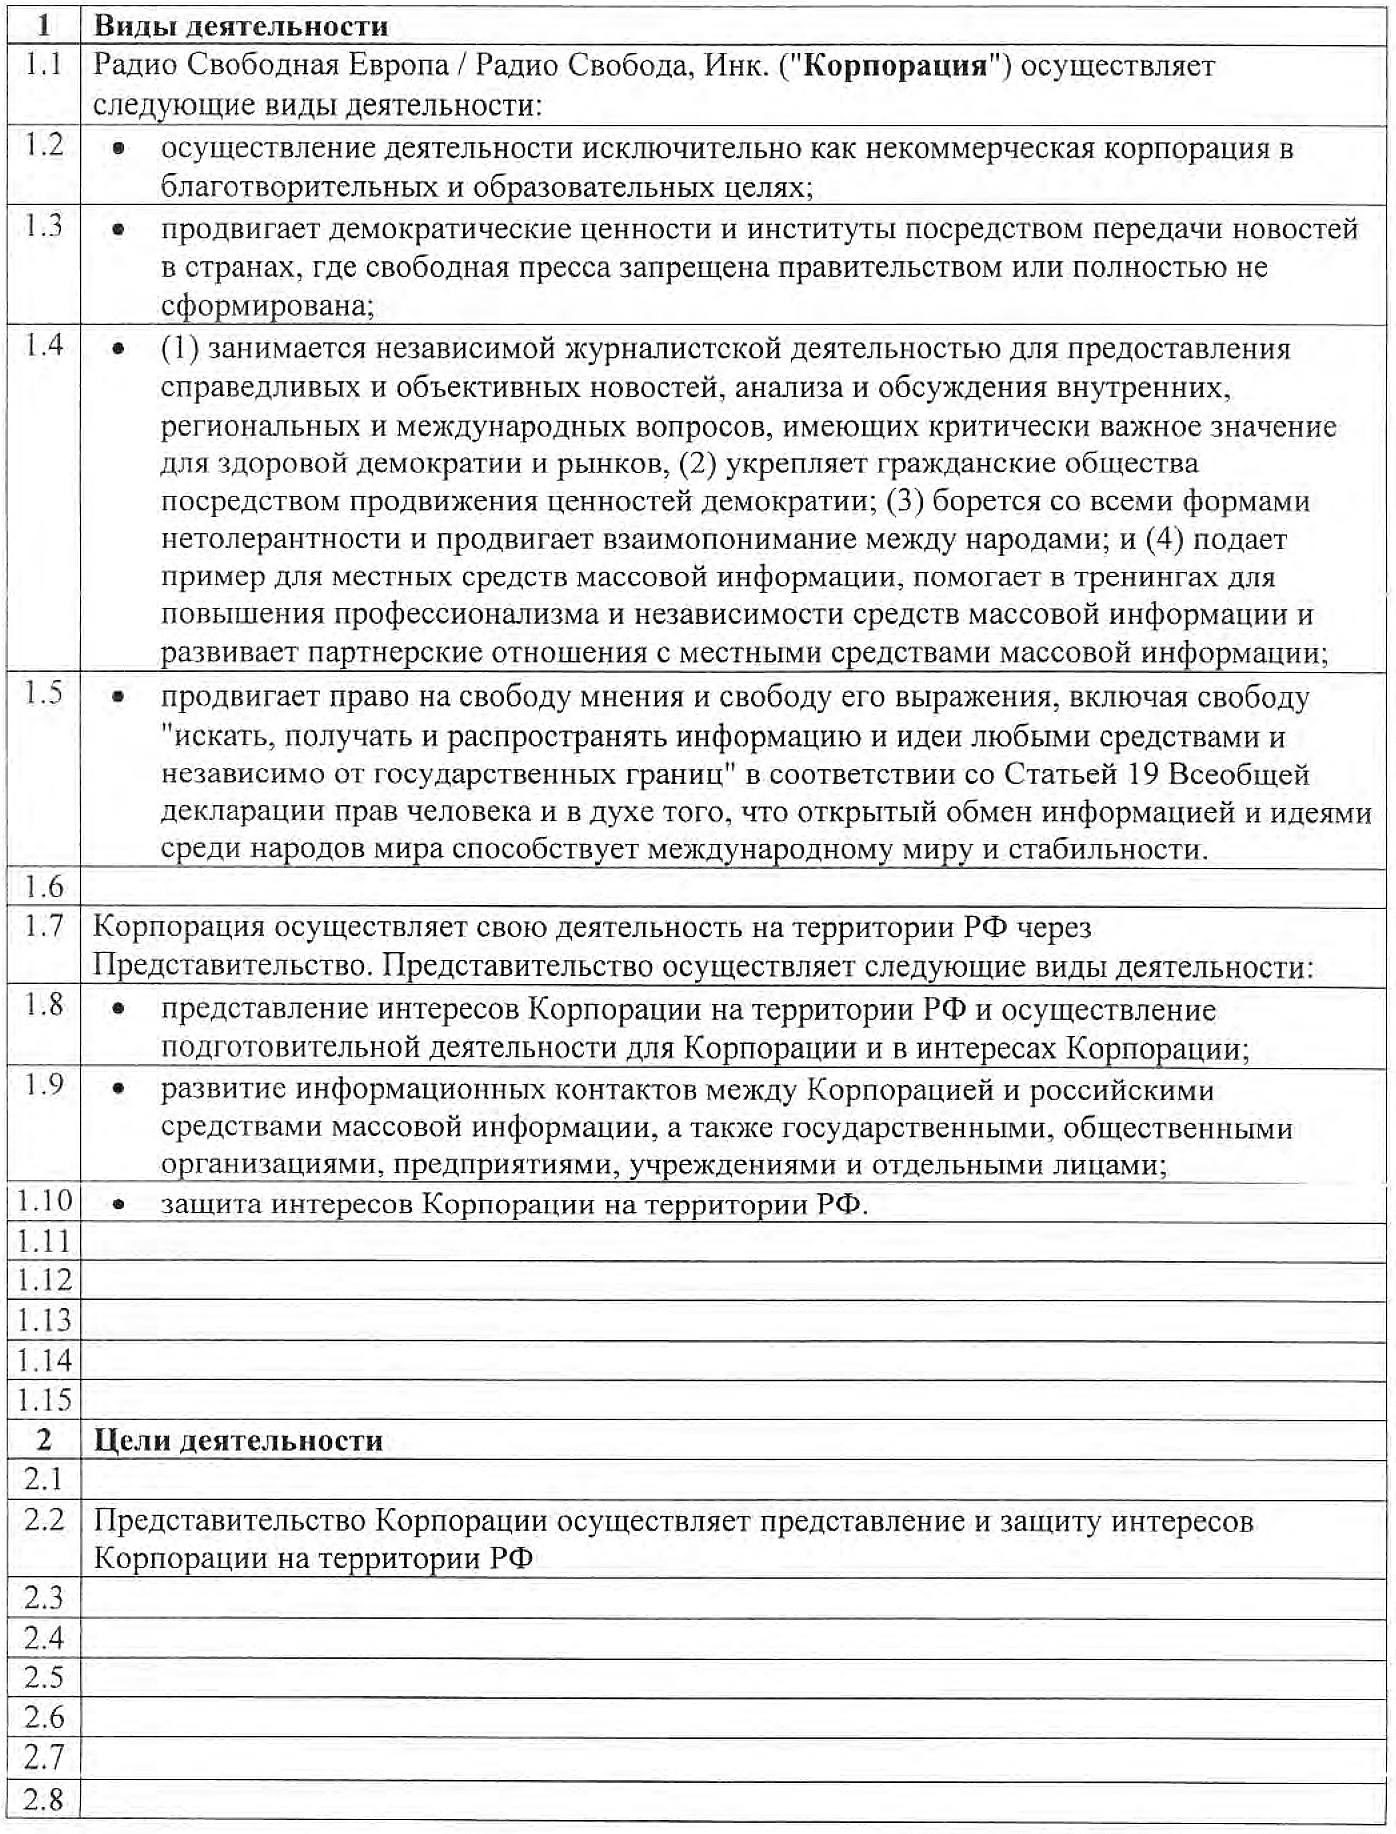 1 Виды деятельности
1.1 Радио Свободная Европа / Радио Свобода, Инк. ("Корпорация") осуществляет
следующие виды деятельности:
1.2 • осуществление деятельности исключительно как некоммерческая корпорация в
благотворительных и образовательных целях;
1.3 • продвигает демократические ценности и институты посредством передачи новостей
в странах, где свободная пресса запрещена правительством или полностью не
сформирована;
1.4 • (1) занимается независимой журналистской деятельностью для предоставления
справедливых и объективных новостей, анализа и обсуждения внутренних,
региональных и международных вопросов, имеющих критически важное значение
для здоровой демократии и рынков, (2) укрепляет гражданские общества
посредством продвижения ценностей демократии; (3) борется со всеми формами
нетолерантности и продвигает взаимопонимание между народами; и (4) подает
пример для местных средств массовой информации, помогает в тренингах для
повышения профессионализма и независимости средств массовой информации и
развивает партнерские отношения с местными средствами массовой информации;
1.5 • продвигает право на свободу мнения и свободу его выражения, включая свободу
"искать, получать и распространять информацию и идеи любыми средствами и
независимо от государственных границ" в соответствии со Статьей 19 Всеобщей
декларации прав человека и в духе того, что открытый обмен информацией и идеями
среди народов мира способствует международному миру и стабильности.
1.6
1.7 Корпорация осуществляет свою деятельность на территории РФ через
Представительство. Представительство осуществляет следующие виды деятельности:
1.8 • представление интересов Корпорации на территории РФ и осуществление
подготовительной деятельности для Корпорации и в интересах Корпорации;
1.9 • развитие информационных контактов между Корпорацией и российскими
средствами массовой информации, а также государственными, общественными
организациями, предприятиями, учреждениями и отдельными лицами;
1.10 • защита интересов Корпорации на территории РФ.
1.11
1.12
1.13
1.14
1.15
2 Цели деятельности
2.1
2.2 Представительство Корпорации осуществляет представление и защиту интересов
Корпорации на территории РФ
2.3
2.4
2.5
2.6
2.7
2.8